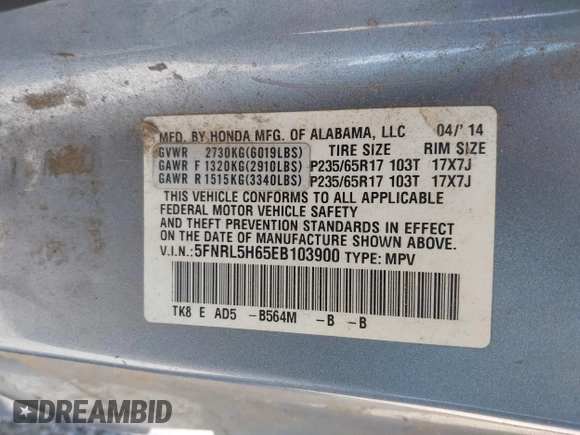 MFD. BY HONDA MFG. OF ALABAMA, LLC 04/'14
GVWR 2730KG(6019LBS) TIRE SIZE RIM SIZE
GAWR F 1320KG(2910LBS) P235/65R17 103T 17X7J
GAWR R 1515KG(3340LBS) P235/65R17 103T 17X7J
THIS VEHICLE CONFORMS TO ALL APPLICABLE
FEDERAL MOTOR VEHICLE SAFETY
AND THEFT PREVENTION STANDARDS IN EFFECT
ON THE DATE OF MANUFACTURE SHOWN ABOVE.
V.I.N.: 5FNRL5H65EB103900 TYPE: MPV
TK8 E AD5 -B564M -B -B
DREAMBID